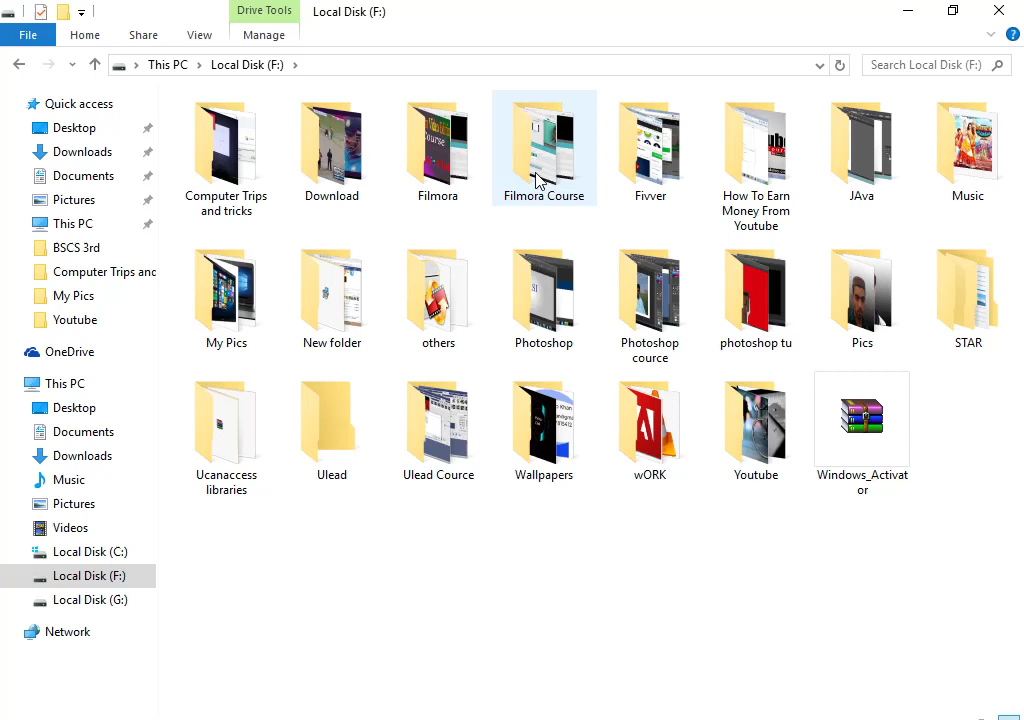 Drive Tools
Local Disk (F:)
File
Home
Share
View
Manage
This PC
Local Disk (F:)
Search Local Disk (F:)
Quick access
Desktop
Downloads
Documents
Pictures
This PC
BSCS 3rd
Computer Trips and
My Pics
Youtube
OneDrive
This PC
Desktop
Documents
Downloads
Music
Pictures
Videos
Local Disk (C:)
Local Disk (F:)
Local Disk (G:)
Network
Computer Trips
and tricks
Download
Filmora
Filmora Course
Fivver
How To Earn
Money From
Youtube
JAva
Music
My Pics
New folder
others
Photoshop
Photoshop
cource
photoshop tu
Pics
STAR
Ucanaccess
libraries
Ulead
Ulead Cource
Wallpapers
wORK
Youtube
Windows_Activat
or